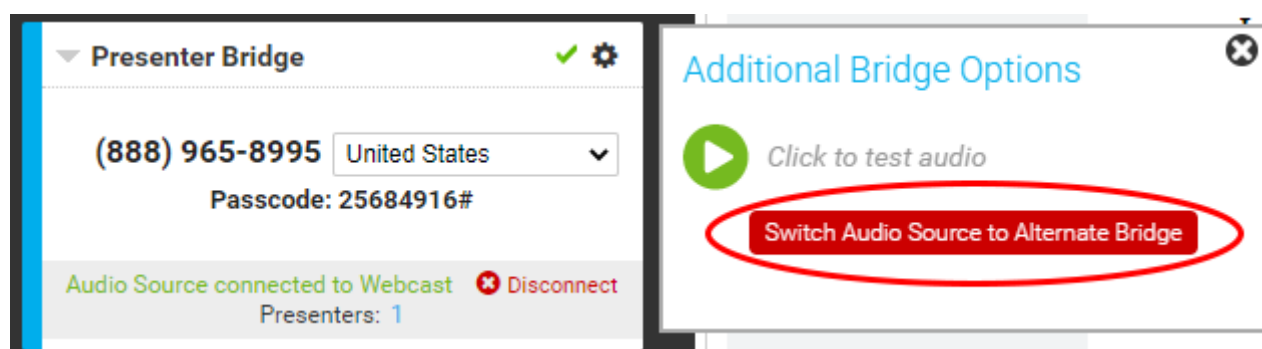 Presenter Bridge
(888) 965-8995 United States
Passcode: 25684916#
Audio Source connected to Webcast Disconnect
Presenters: 1
Additional Bridge Options
Click to test audio
Switch Audio Source to Alternate Bridge